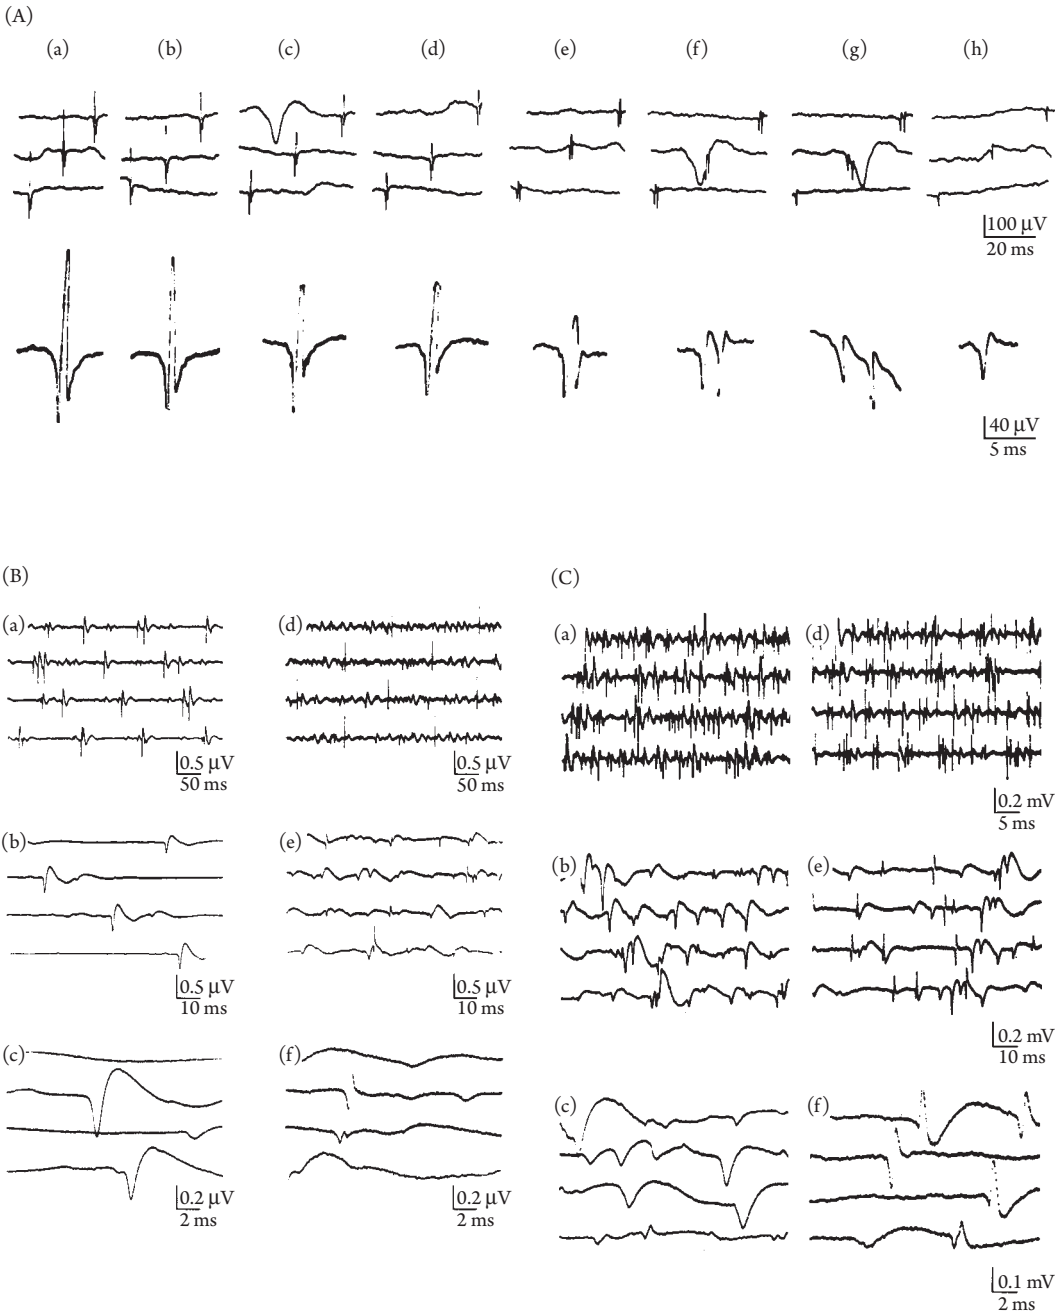 (A)
(a) (b) (c) (d) (e) (f) (g) (h)
100 μV
20 ms
40 μV
5 ms
(B)
(a)
0.5 μV
50 ms
(d)
0.5 μV
50 ms
(b)
0.5 μV
10 ms
(e)
0.5 μV
10 ms
(c)
0.2 μV
2 ms
(f)
0.2 μV
2 ms
(C)
(a)
(d)
0.2 mV
5 ms
(b)
(e)
0.2 mV
10 ms
(c)
(f)
0.1 mV
2 ms